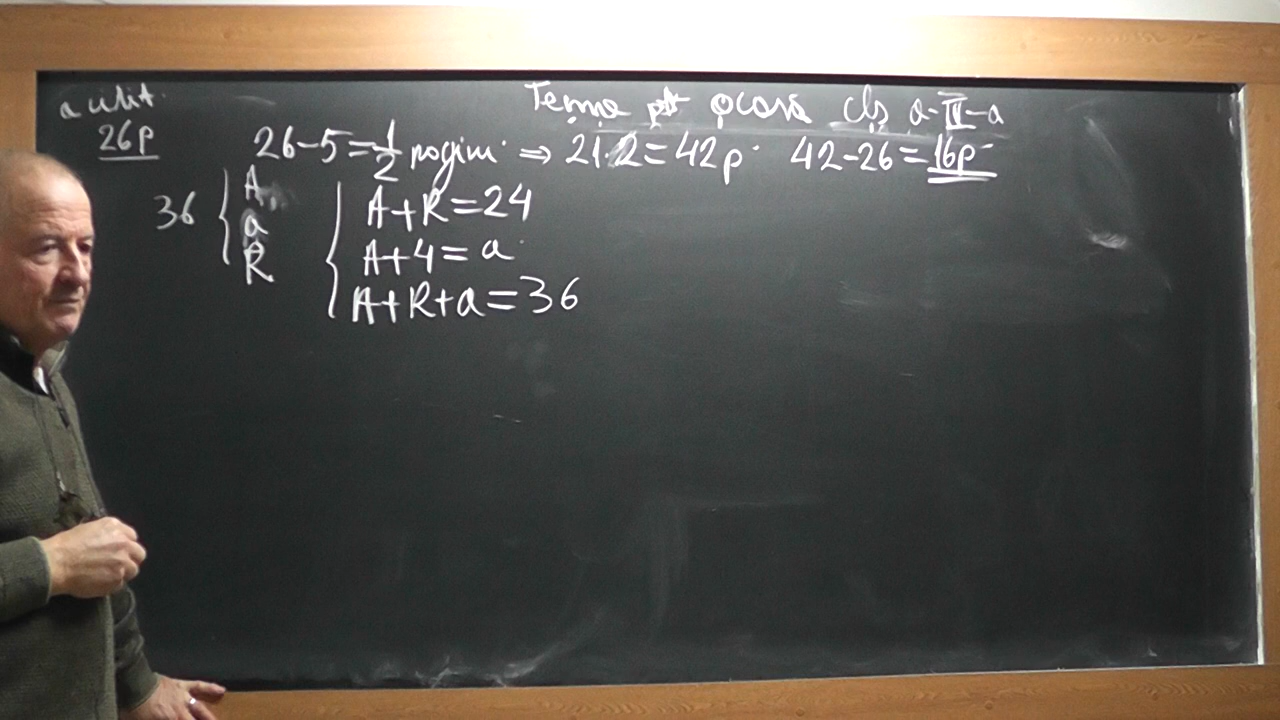 Tema pt acasă cls a-III-a
a citit
26p
26-5=1/2 pagini ⇒ 21·2=42p 42-26=16p
36 { A, a R
{ A+R=24
A+4=a
A+R+a=36